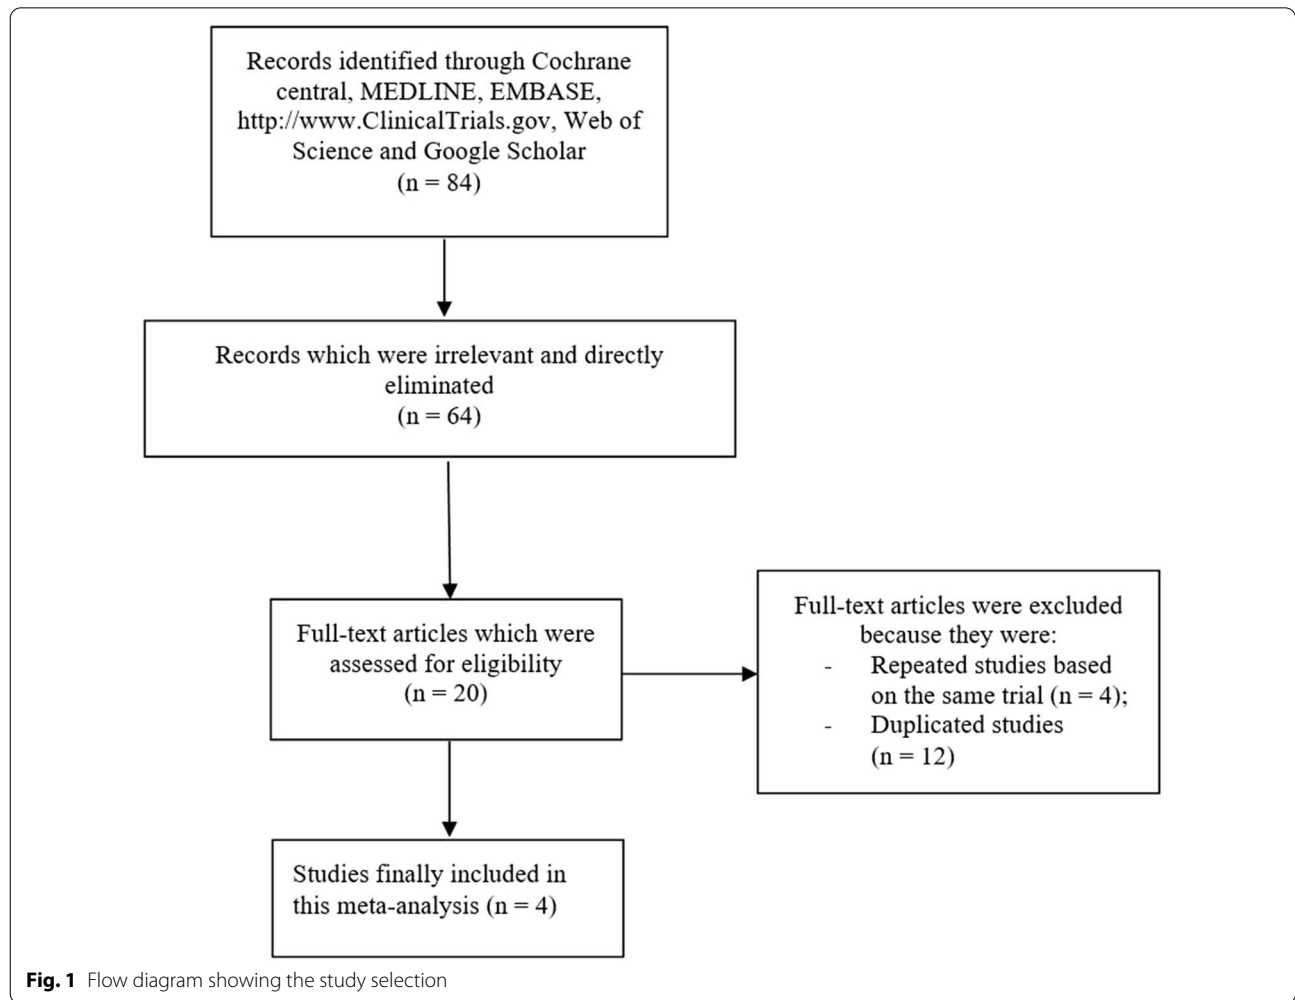 Records identified through Cochrane
central, MEDLINE, EMBASE,
http://www.ClinicalTrials.gov, Web of
Science and Google Scholar
(n = 84)
Records which were irrelevant and directly
eliminated
(n = 64)
Full-text articles which were
assessed for eligibility
(n = 20)
Full-text articles were excluded
because they were:
- Repeated studies based
on the same trial (n = 4);
- Duplicated studies
(n = 12)
Studies finally included in
this meta-analysis (n = 4)
Fig. 1 Flow diagram showing the study selection